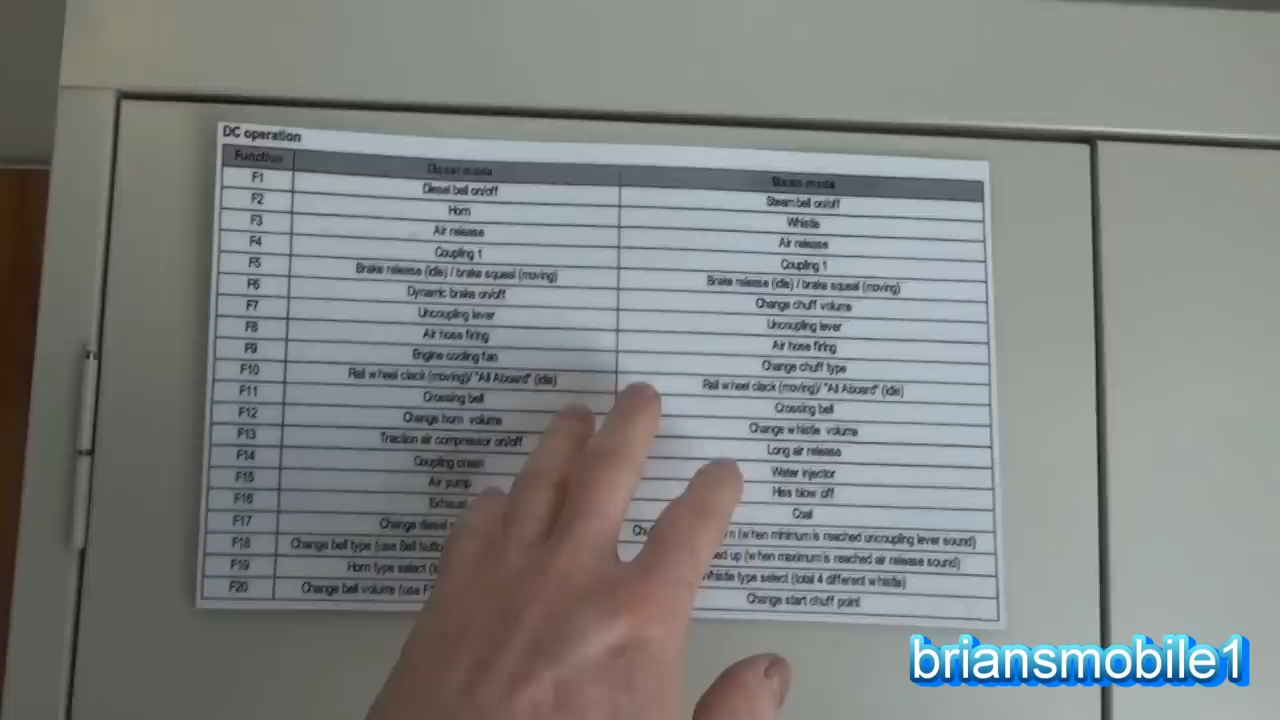 DC operation
Function Diesel mode Steam mode
F1 Diesel bell on/off Steam bell on/off
F2 Horn Whistle
F3 Air release Air release
F4 Coupling 1 Coupling 1
F5 Brake release (idle) / brake squeal (moving) Brake release (idle) / brake squeal (moving)
F6 Dynamic brake on/off Change chuff volume
F7 Uncoupling lever Uncoupling lever
F8 Air hose firing Air hose firing
F9 Engine cooling fan Change chuff type
F10 Rail wheel clack (moving)/ "All Aboard" (idle) Rail wheel clack (moving)/ "All Aboard" (idle)
F11 Crossing bell Crossing bell
F12 Change horn volume Change whistle volume
F13 Traction air compressor on/off Long air release
F14 Coupling Water injector
F15 Air pump Hiss blow off
F16 Exhaust Coal
F17 Change diesel (when minimum is reached uncoupling lever sound)
F18 Change bell type (use Bell up (when maximum is reached air release sound)
F19 Horn type select Whistle type select (total 4 different whistle)
F20 Change bell volume (use Change start chuff point
briansmobile1